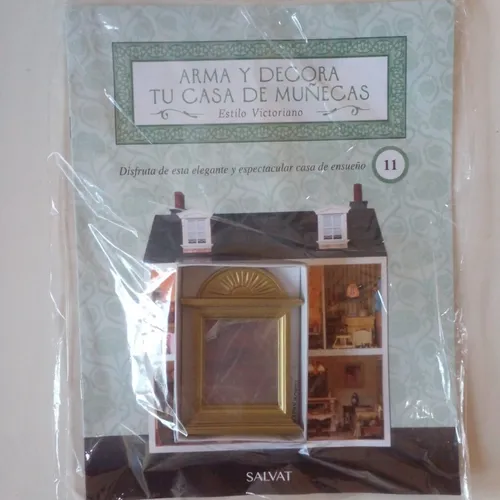 ARMA Y DECORA
TU CASA DE MUÑECAS
Estilo Victoriano
Disfruta de esta elegante y espectacular casa de ensueño
11
SALVAT